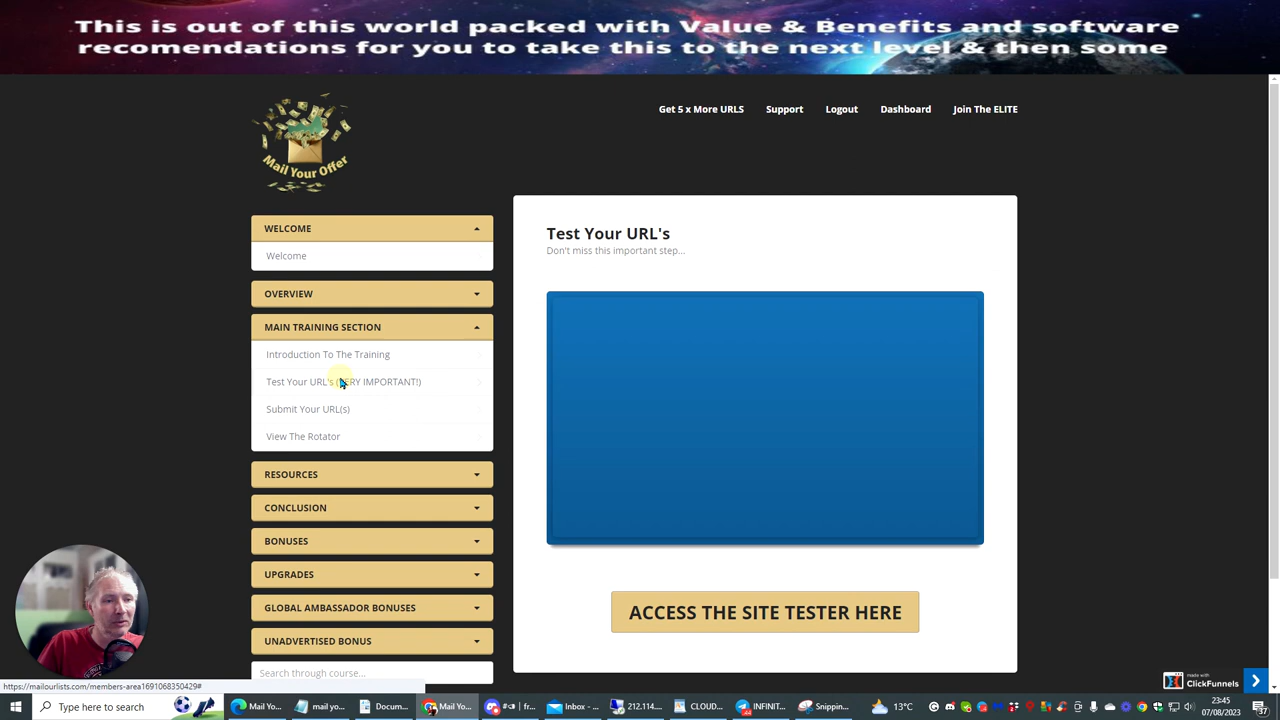 This is out of this world packed with Value & Benefits and software
recomendations for you to take this to the next level & then some
Mail Your Offer
Get 5 x More URLS
Support
Logout
Dashboard
Join The ELITE
WELCOME
Welcome
OVERVIEW
MAIN TRAINING SECTION
Introduction To The Training
Test Your URL's (VERY IMPORTANT!)
Submit Your URL(s)
View The Rotator
RESOURCES
CONCLUSION
BONUSES
UPGRADES
GLOBAL AMBASSADOR BONUSES
UNADVERTISED BONUS
Search through course...
Test Your URL's
Don't miss this important step...
ACCESS THE SITE TESTER HERE
made with
ClickFunnels
https://mailourlists.com/members-area1691068350429#
Type here to search
Mail Yo...
mail yo...
Docum...
Mail Yo...
Inbox - ...
212.114....
CLOUD...
INFINIT...
Snippin...
13°C
23:45
07/08/2023